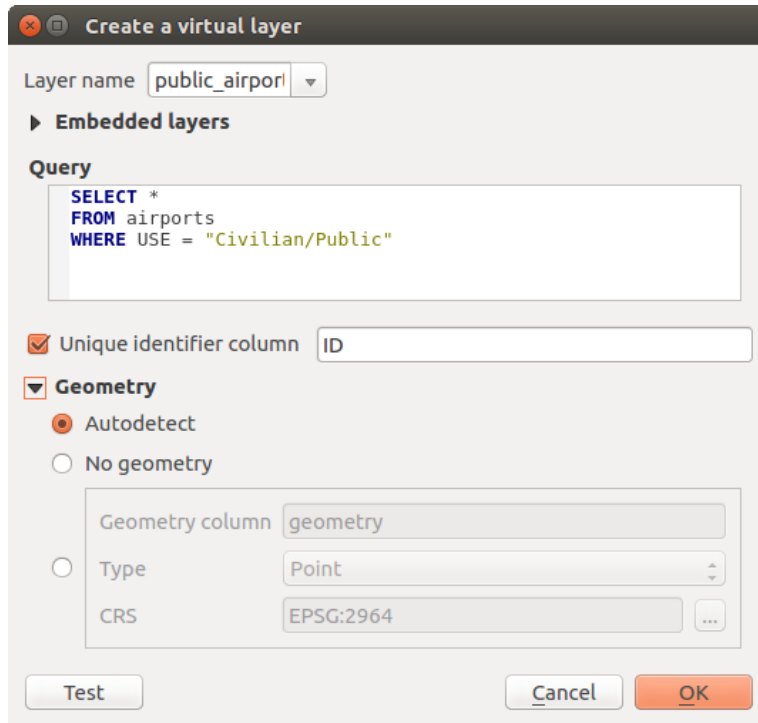 Create a virtual layer
Layer name public_airpor
Embedded layers
Query
SELECT *
FROM airports
WHERE USE = "Civilian/Public"
Unique identifier column ID
Geometry
Autodetect
No geometry
Geometry column geometry
Type Point
CRS EPSG:2964 ...
Test Cancel OK